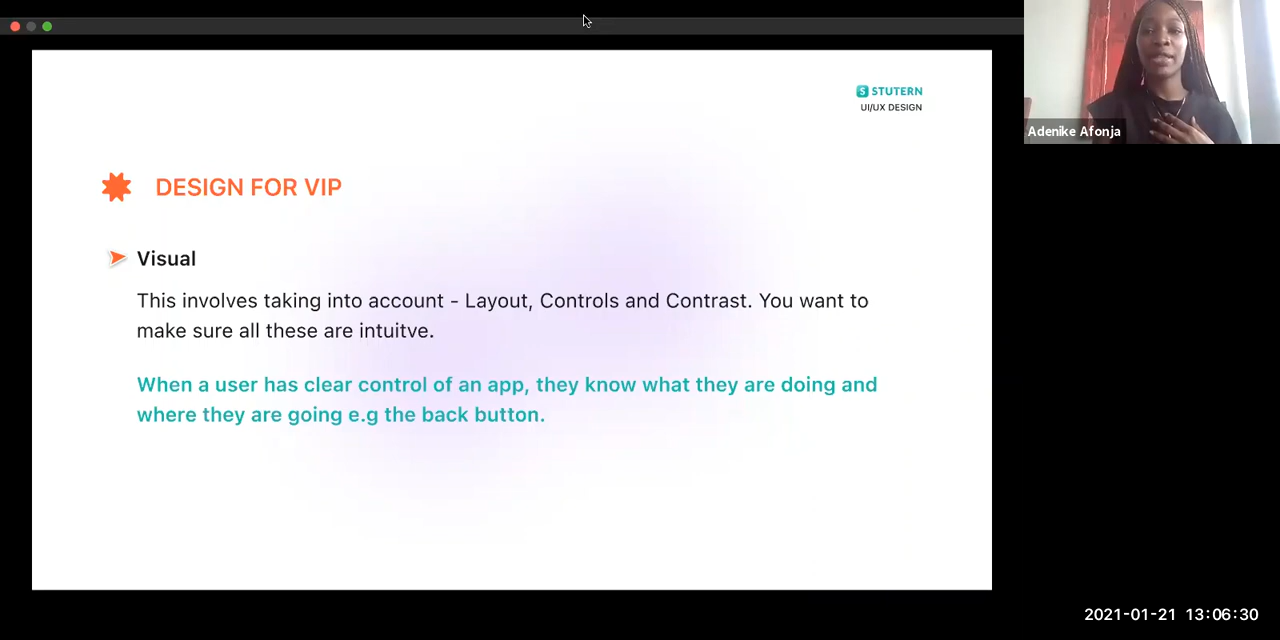 STUTERN
UI/UX DESIGN
Adenike Afonja
DESIGN FOR VIP
Visual
This involves taking into account - Layout, Controls and Contrast. You want to
make sure all these are intuitve.
When a user has clear control of an app, they know what they are doing and
where they are going e.g the back button.
2021-01-21 13:06:30